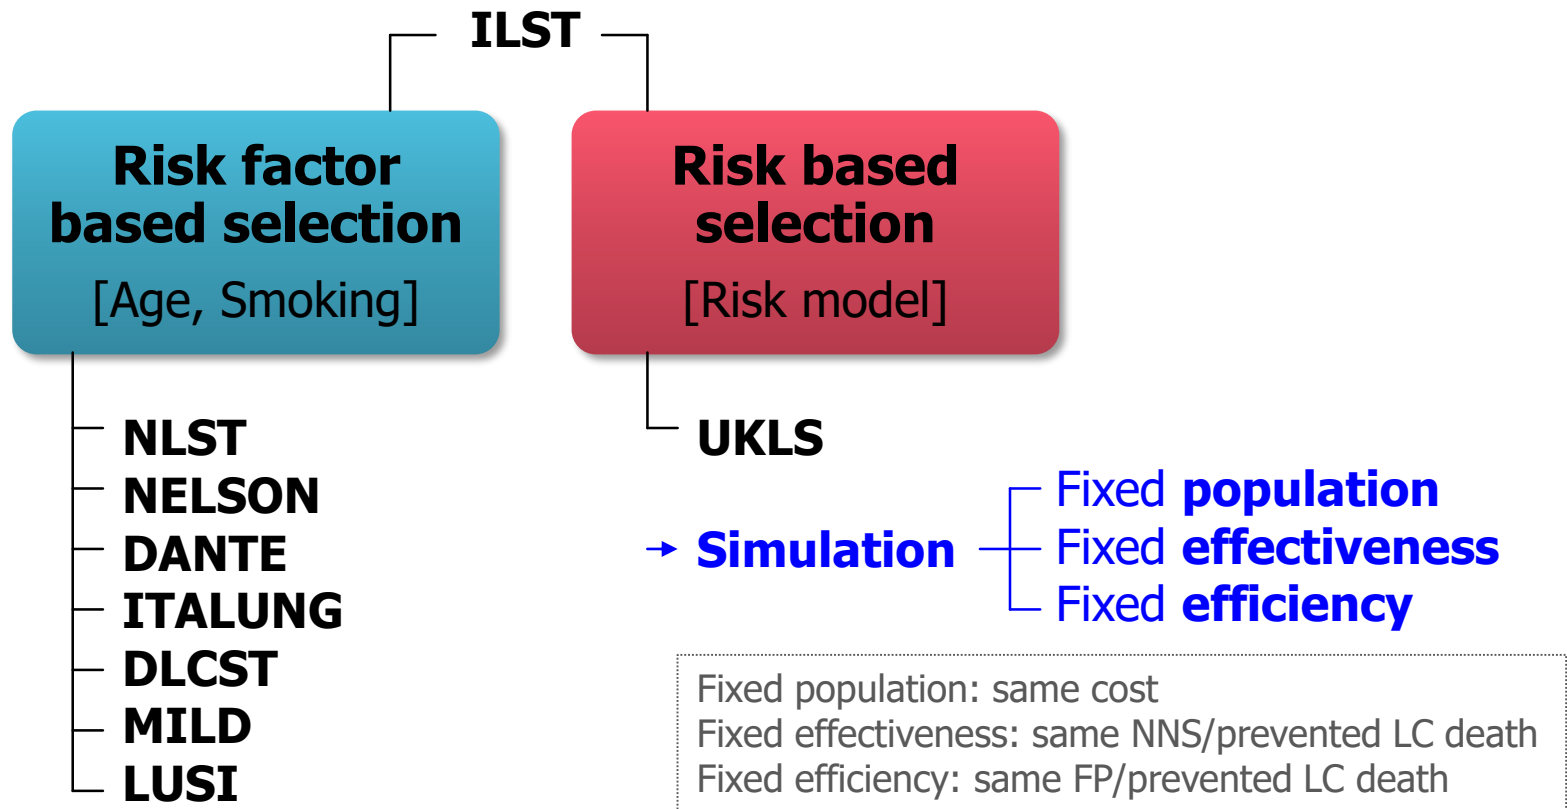 ILST
Risk factor
based selection
[Age, Smoking]
Risk based
selection
[Risk model]
NLST
NELSON
DANTE
ITALUNG
DLCST
MILD
LUSI
UKLS
Simulation
Fixed population
Fixed effectiveness
Fixed efficiency
Fixed population: same cost
Fixed effectiveness: same NNS/prevented LC death
Fixed efficiency: same FP/prevented LC death